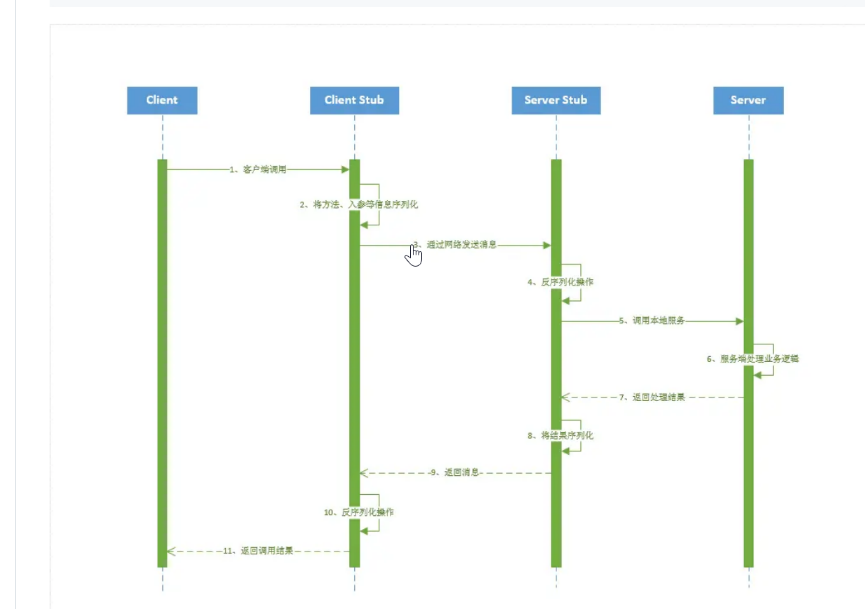 Client
Client Stub
Server Stub
Server
1、客户端调用
2、将方法、入参等信息序列化
3、通过网络发送消息
4、反序列化操作
5、调用本地服务
6、服务端处理业务逻辑
7、返回处理结果
8、将结果序列化
9、返回消息
10、反序列化操作
11、返回调用结果